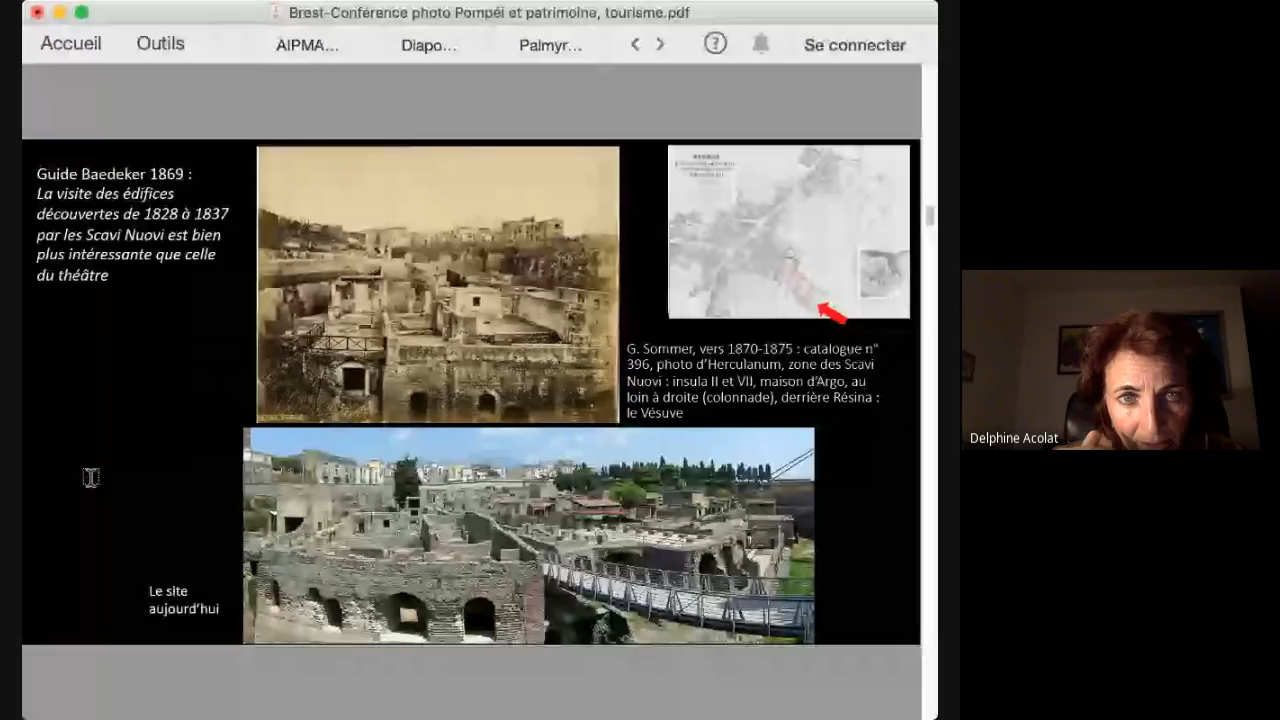 Brest-Conférence photo Pompéi et patrimoine, tourisme.pdf
Accueil Outils AIPMA... Diapo... Palmyr... < > ? Se connecter
Guide Baedeker 1869 :
La visite des édifices
découvertes de 1828 à 1837
par les Scavi Nuovi est bien
plus intéressante que celle
du théâtre
G. Sommer, vers 1870-1875 : catalogue n°
396, photo d'Herculanum, zone des Scavi
Nuovi : insula II et VII, maison d'Argo, au
loin à droite (colonnade), derrière Résina :
le Vésuve
Le site
aujourd'hui
Delphine Acolat